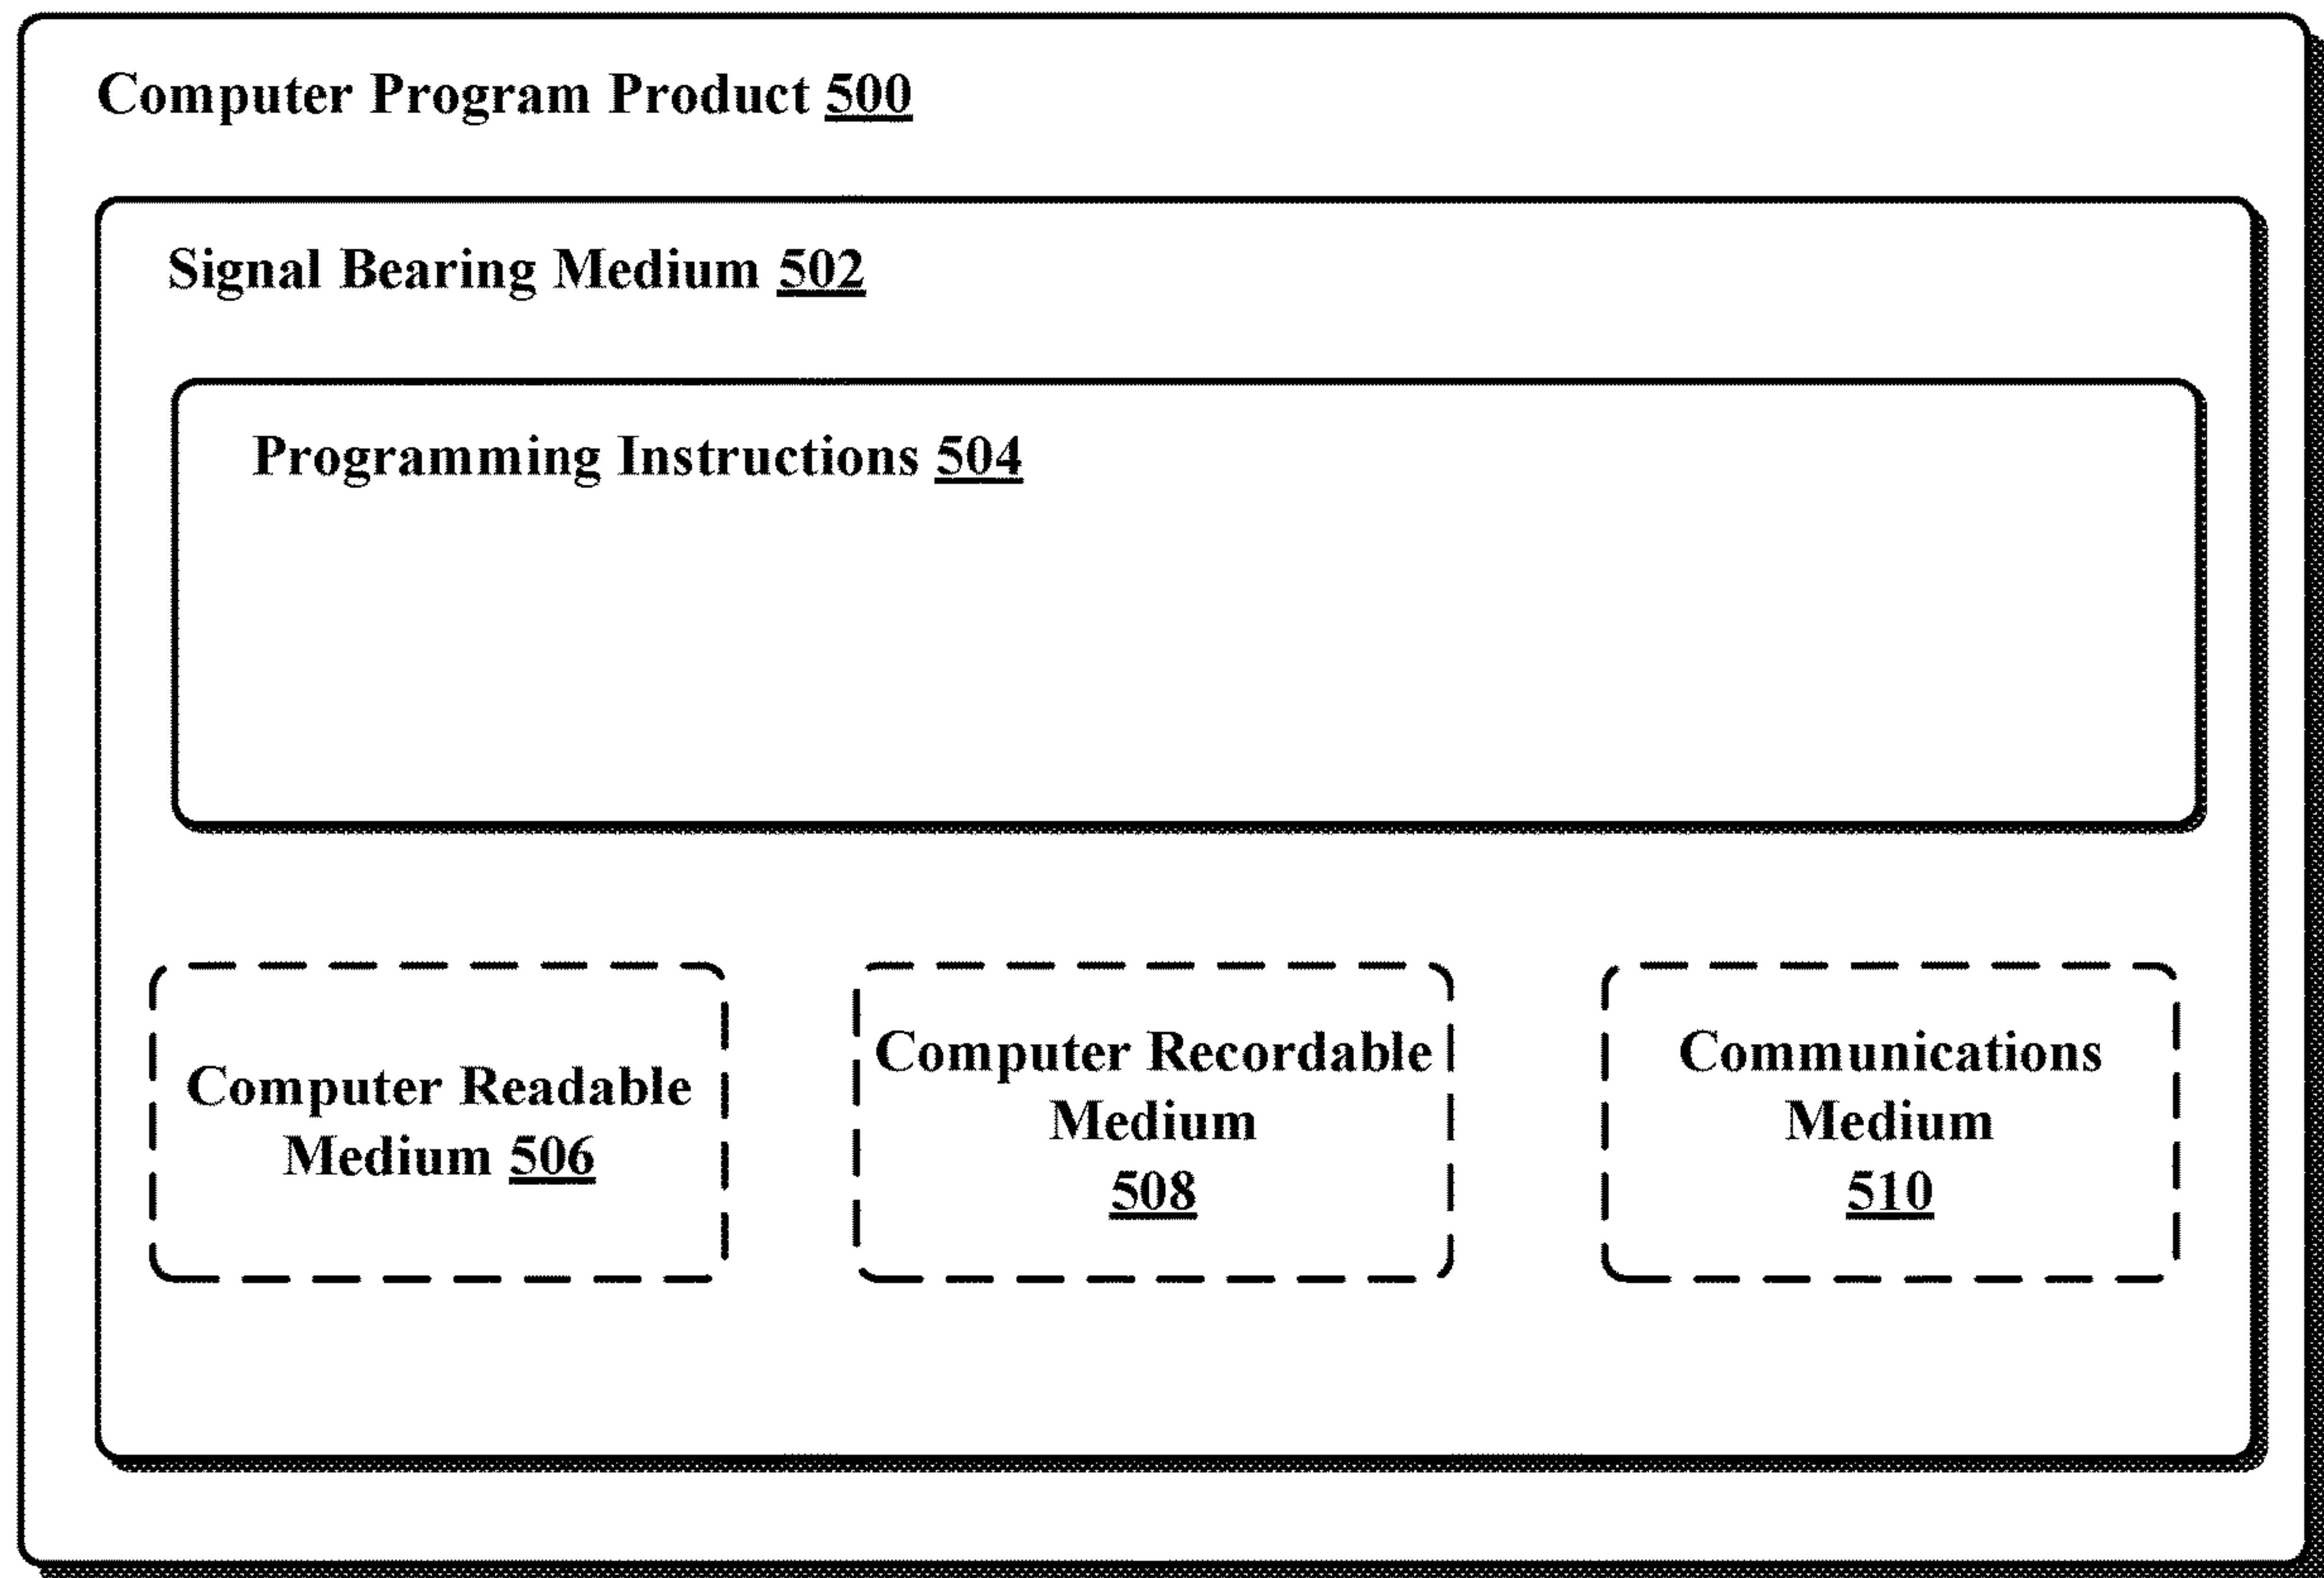 Computer Program Product 500
Signal Bearing Medium 502
Programming Instructions 504
Computer Readable
Medium 506
Computer Recordable
Medium
508
Communications
Medium
510